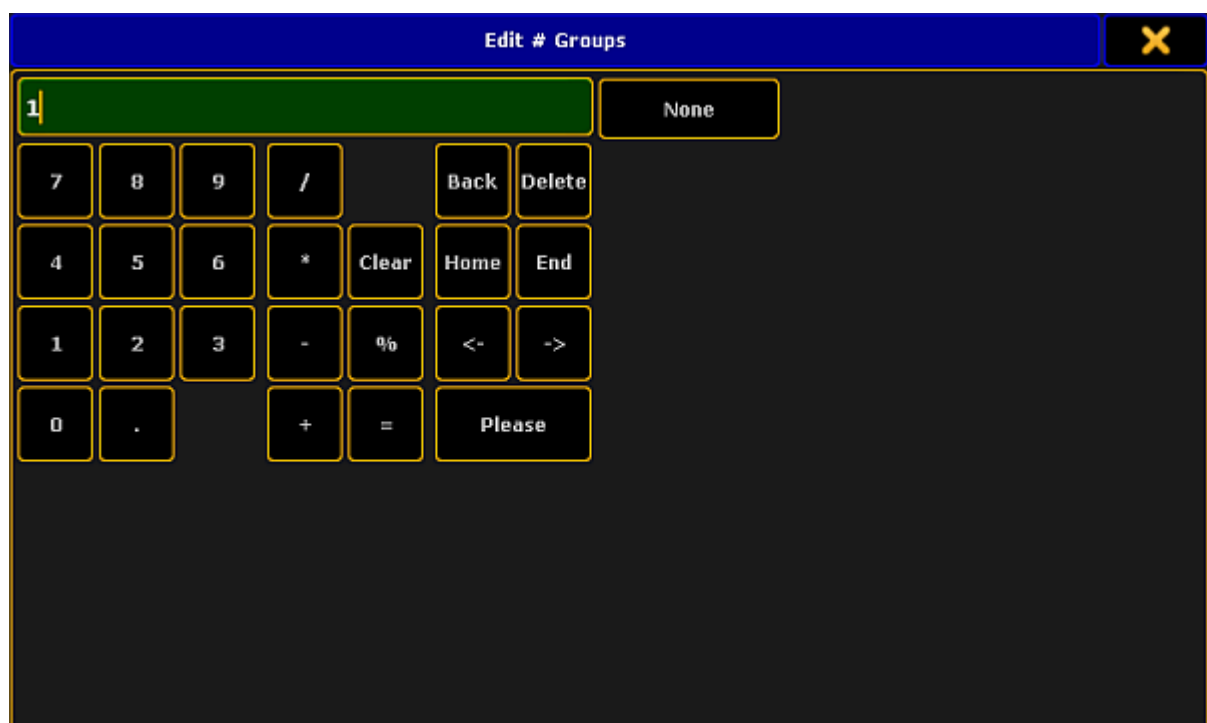 Edit # Groups
1 None
7 8 9 / Back Delete
4 5 6 * Clear Home End
1 2 3 - % <- ->
0 . + = Please